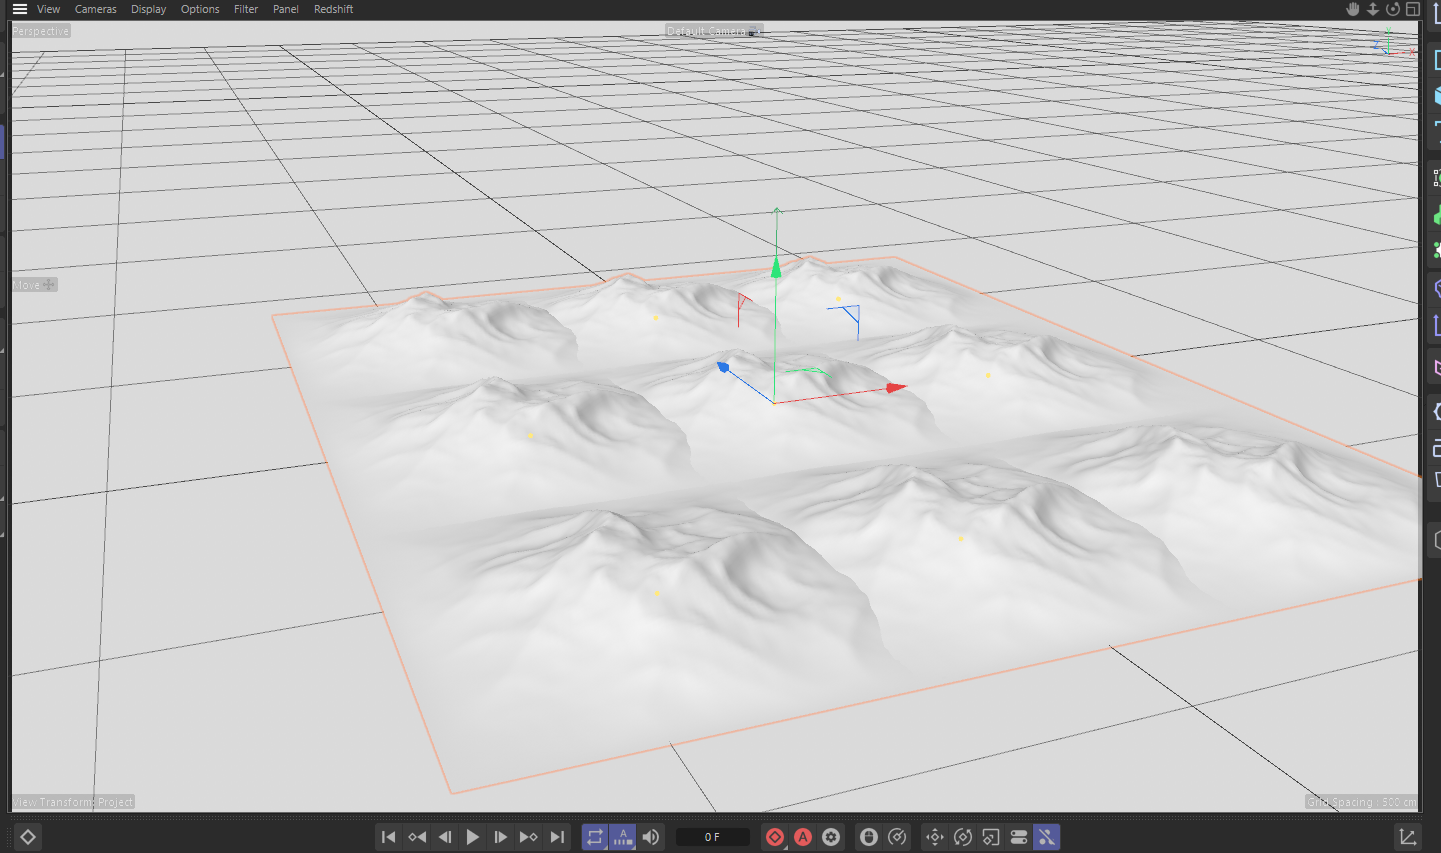 View Cameras Display Options Filter Panel Redshift
Perspective
Default Camera
Z
X
Move
View Transform: Project
Grid Spacing : 500 cm
A
0 F
A